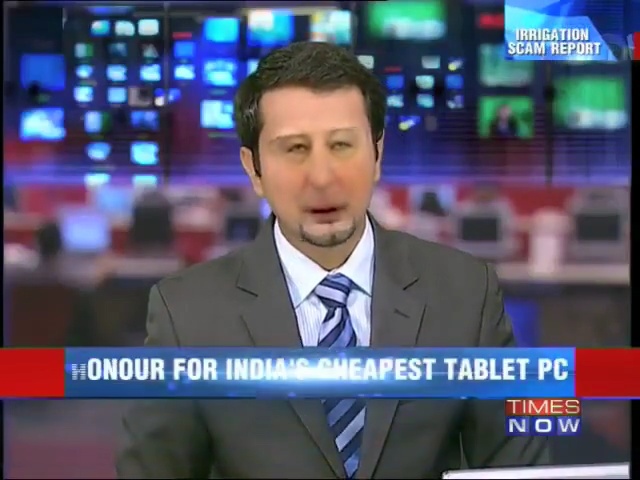 IRRIGATION
SCAM REPORT
HONOUR FOR INDIA'S CHEAPEST TABLET PC
TIMES
NOW